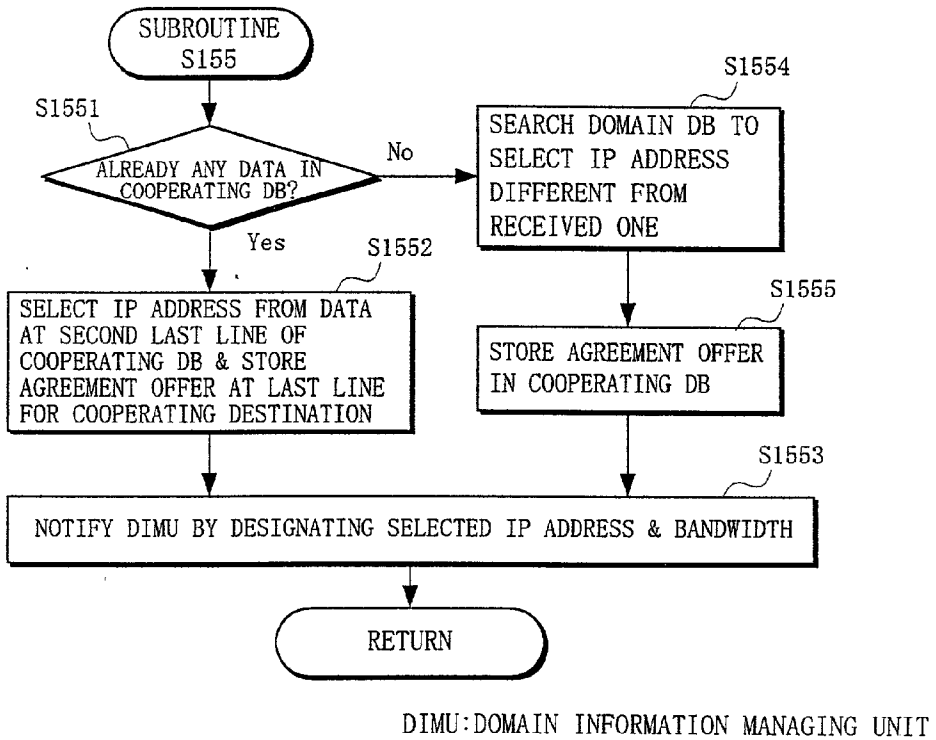 SUBROUTINE
S155
S1551
ALREADY ANY DATA IN
COOPERATING DB?
No
Yes
S1554
SEARCH DOMAIN DB TO
SELECT IP ADDRESS
DIFFERENT FROM
RECEIVED ONE
S1552
SELECT IP ADDRESS FROM DATA
AT SECOND LAST LINE OF
COOPERATING DB & STORE
AGREEMENT OFFER AT LAST LINE
FOR COOPERATING DESTINATION
S1555
STORE AGREEMENT OFFER
IN COOPERATING DB
S1553
NOTIFY DIMU BY DESIGNATING SELECTED IP ADDRESS & BANDWIDTH
RETURN
DIMU:DOMAIN INFORMATION MANAGING UNIT